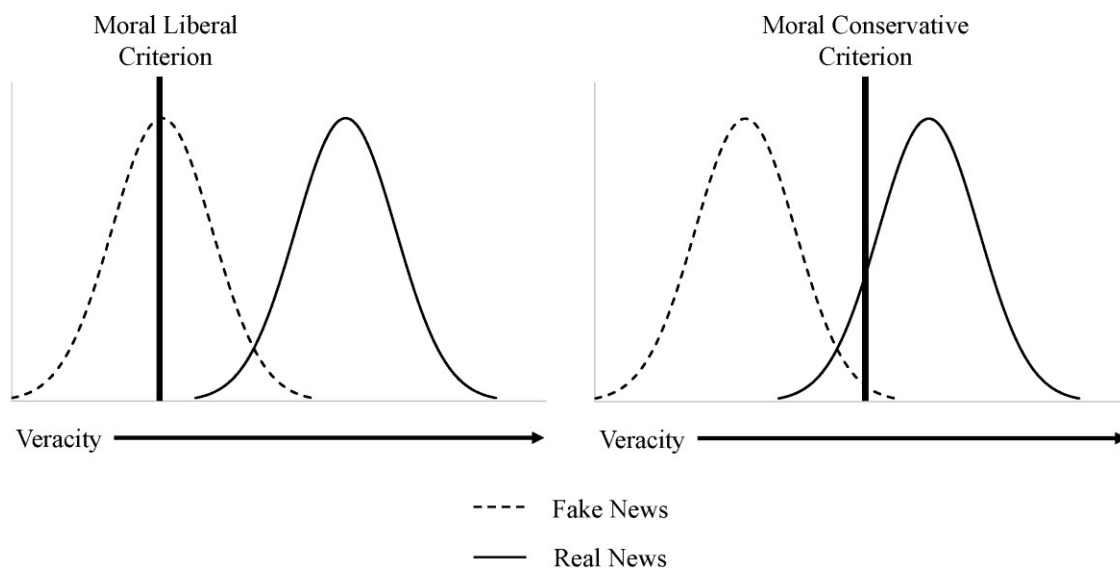 Moral Liberal
Criterion
Moral Conservative
Criterion
Veracity
Veracity
Fake News
Real News